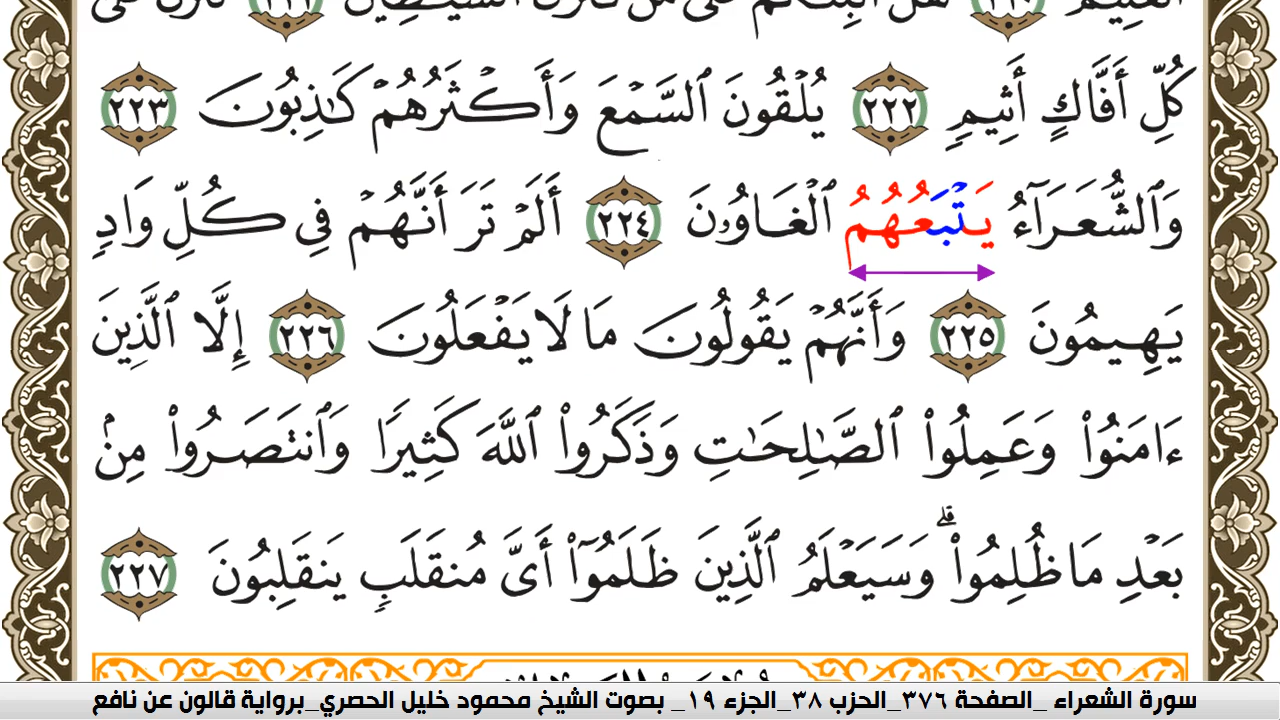 كُلِّ أَفَّاكٍ أَثِيمٍ ٢٢٢ يُلْقُونَ ٱلسَّمْعَ وَأَكْثَرُهُمْ كَٰذِبُونَ ٢٢٣
وَٱلشُّعَرَآءُ يَتْبَعُهُمُ ٱلْغَاوُۥنَ ٢٢٤ أَلَمْ تَرَ أَنَّهُمْ فِي كُلِّ وَادٍ
يَهِيمُونَ ٢٢٥ وَأَنَّهُمْ يَقُولُونَ مَا لَا يَفْعَلُونَ ٢٢٦ إِلَّا ٱلَّذِينَ
ءَامَنُوا۟ وَعَمِلُوا۟ ٱلصَّٰلِحَٰتِ وَذَكَرُوا۟ ٱللَّهَ كَثِيرًا وَٱنتَصَرُوا۟ مِنۢ
بَعْدِ مَا ظُلِمُوا۟ ۗ وَسَيَعْلَمُ ٱلَّذِينَ ظَلَمُوٓا۟ أَىَّ مُنقَلَبٍ يَنقَلِبُونَ ٢٢٧
سورة الشعراء _الصفحة ٣٧٦_الحزب ٣٨_الجزء ١٩_ بصوت الشيخ محمود خليل الحصري_برواية قالون عن نافع